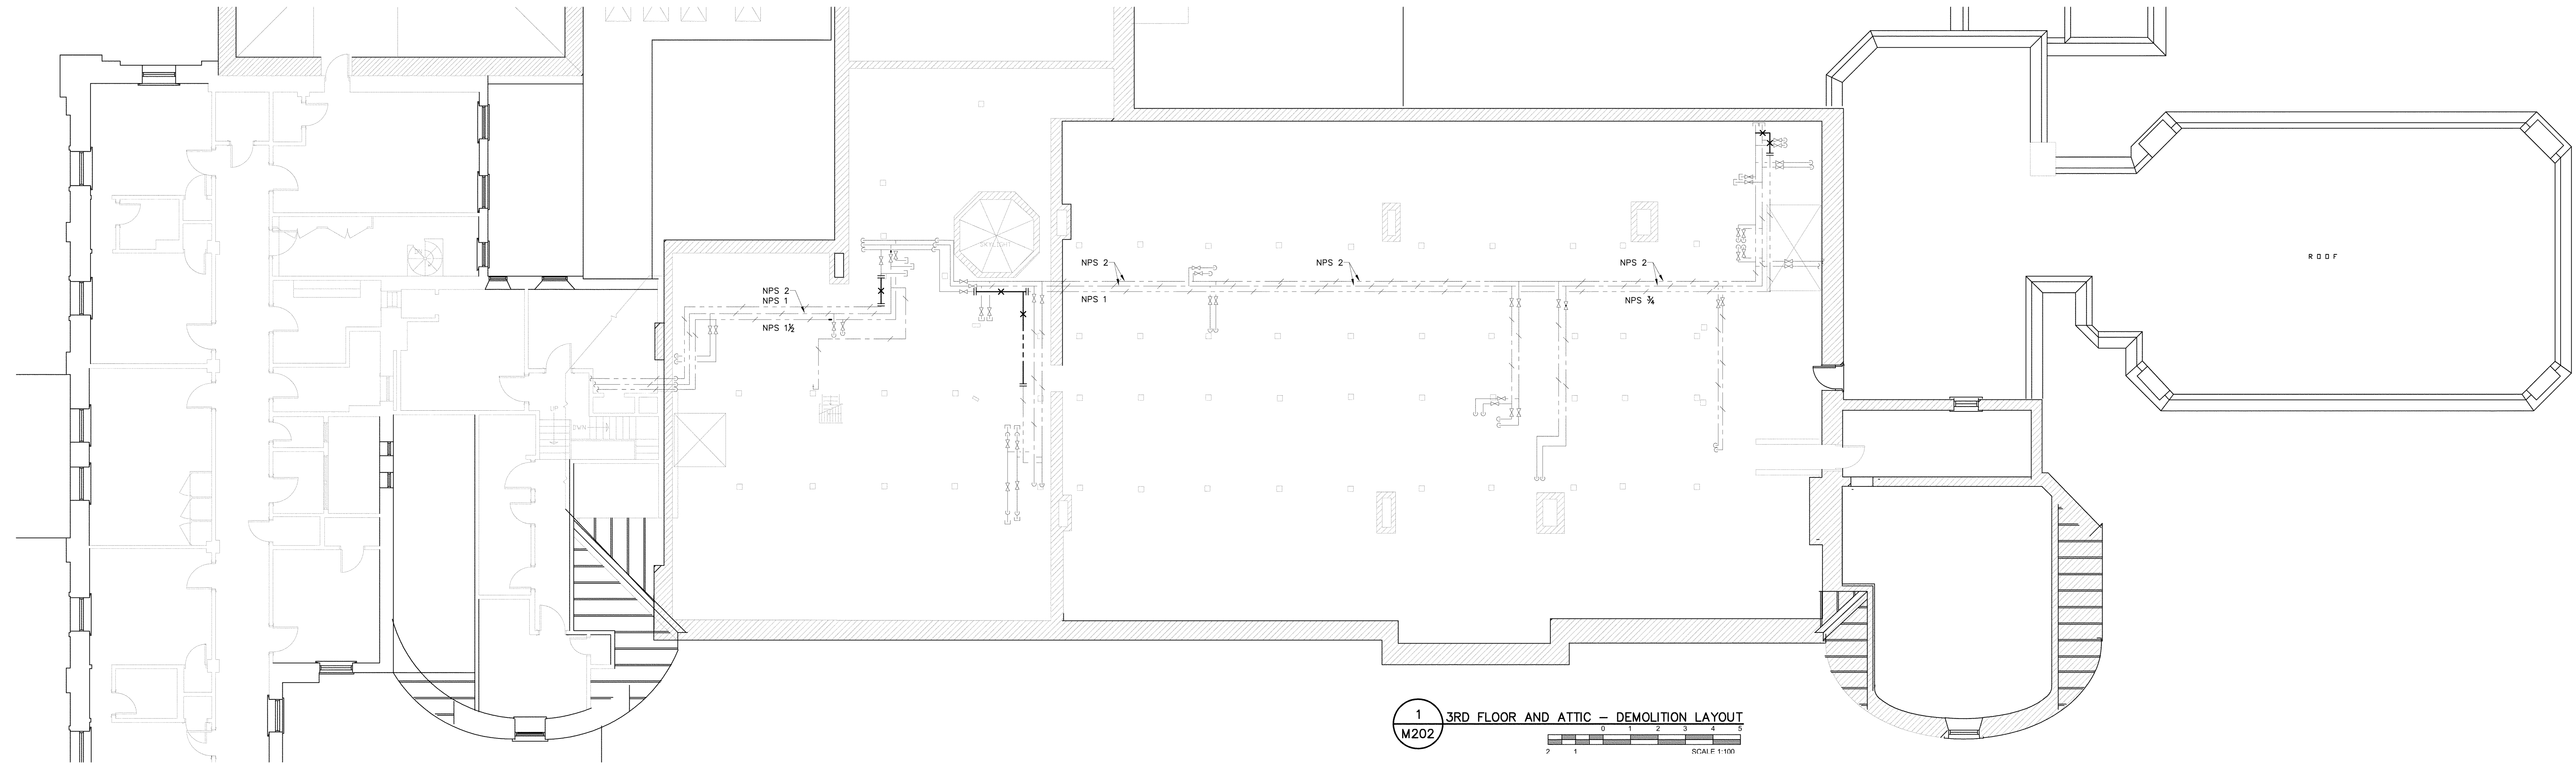 ROOF
SKYLIGHT
NPS 2
NPS 2
NPS 2
NPS 2
NPS 1
NPS 1
NPS ¾
NPS 1½
UP
DOWN
1
M202
3RD FLOOR AND ATTIC – DEMOLITION LAYOUT
0 1 2 3 4 5
2 1
SCALE 1:100